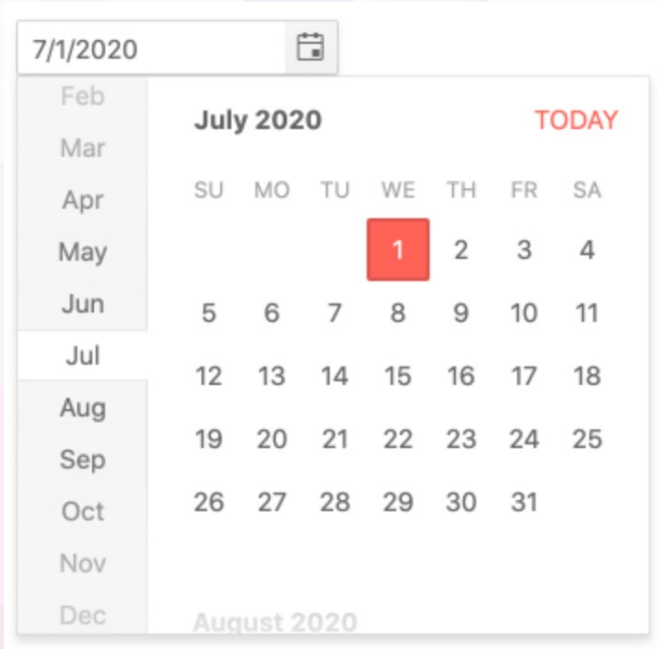 7/1/2020
Feb
Mar
Apr
May
Jun
Jul
Aug
Sep
Oct
Nov
Dec
July 2020 TODAY
SU MO TU WE TH FR SA
1 2 3 4
5 6 7 8 9 10 11
12 13 14 15 16 17 18
19 20 21 22 23 24 25
26 27 28 29 30 31
August 2020